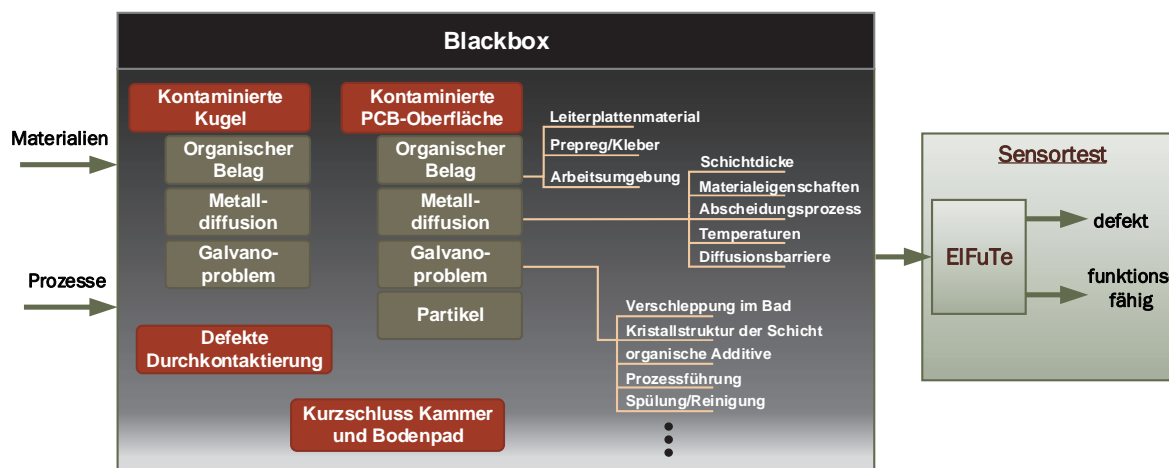 Blackbox
Materialien
Prozesse
Kontaminierte
Kugel
Organischer
Belag
Metall-
diffusion
Galvano-
problem
Kontaminierte
PCB-Oberfläche
Organischer
Belag
Metall-
diffusion
Galvano-
problem
Partikel
Leiterplattenmaterial
Prepreg/Kleber
Arbeitsumgebung
Schichtdicke
Materialeigenschaften
Abscheidungsprozess
Temperaturen
Diffusionsbarriere
Verschleppung im Bad
Kristallstruktur der Schicht
organische Additive
Prozessführung
Spülung/Reinigung
Defekte
Durchkontaktierung
Kurzschluss Kammer
und Bodenpad
Sensortest
ElFuTe
defekt
funktions
fähig